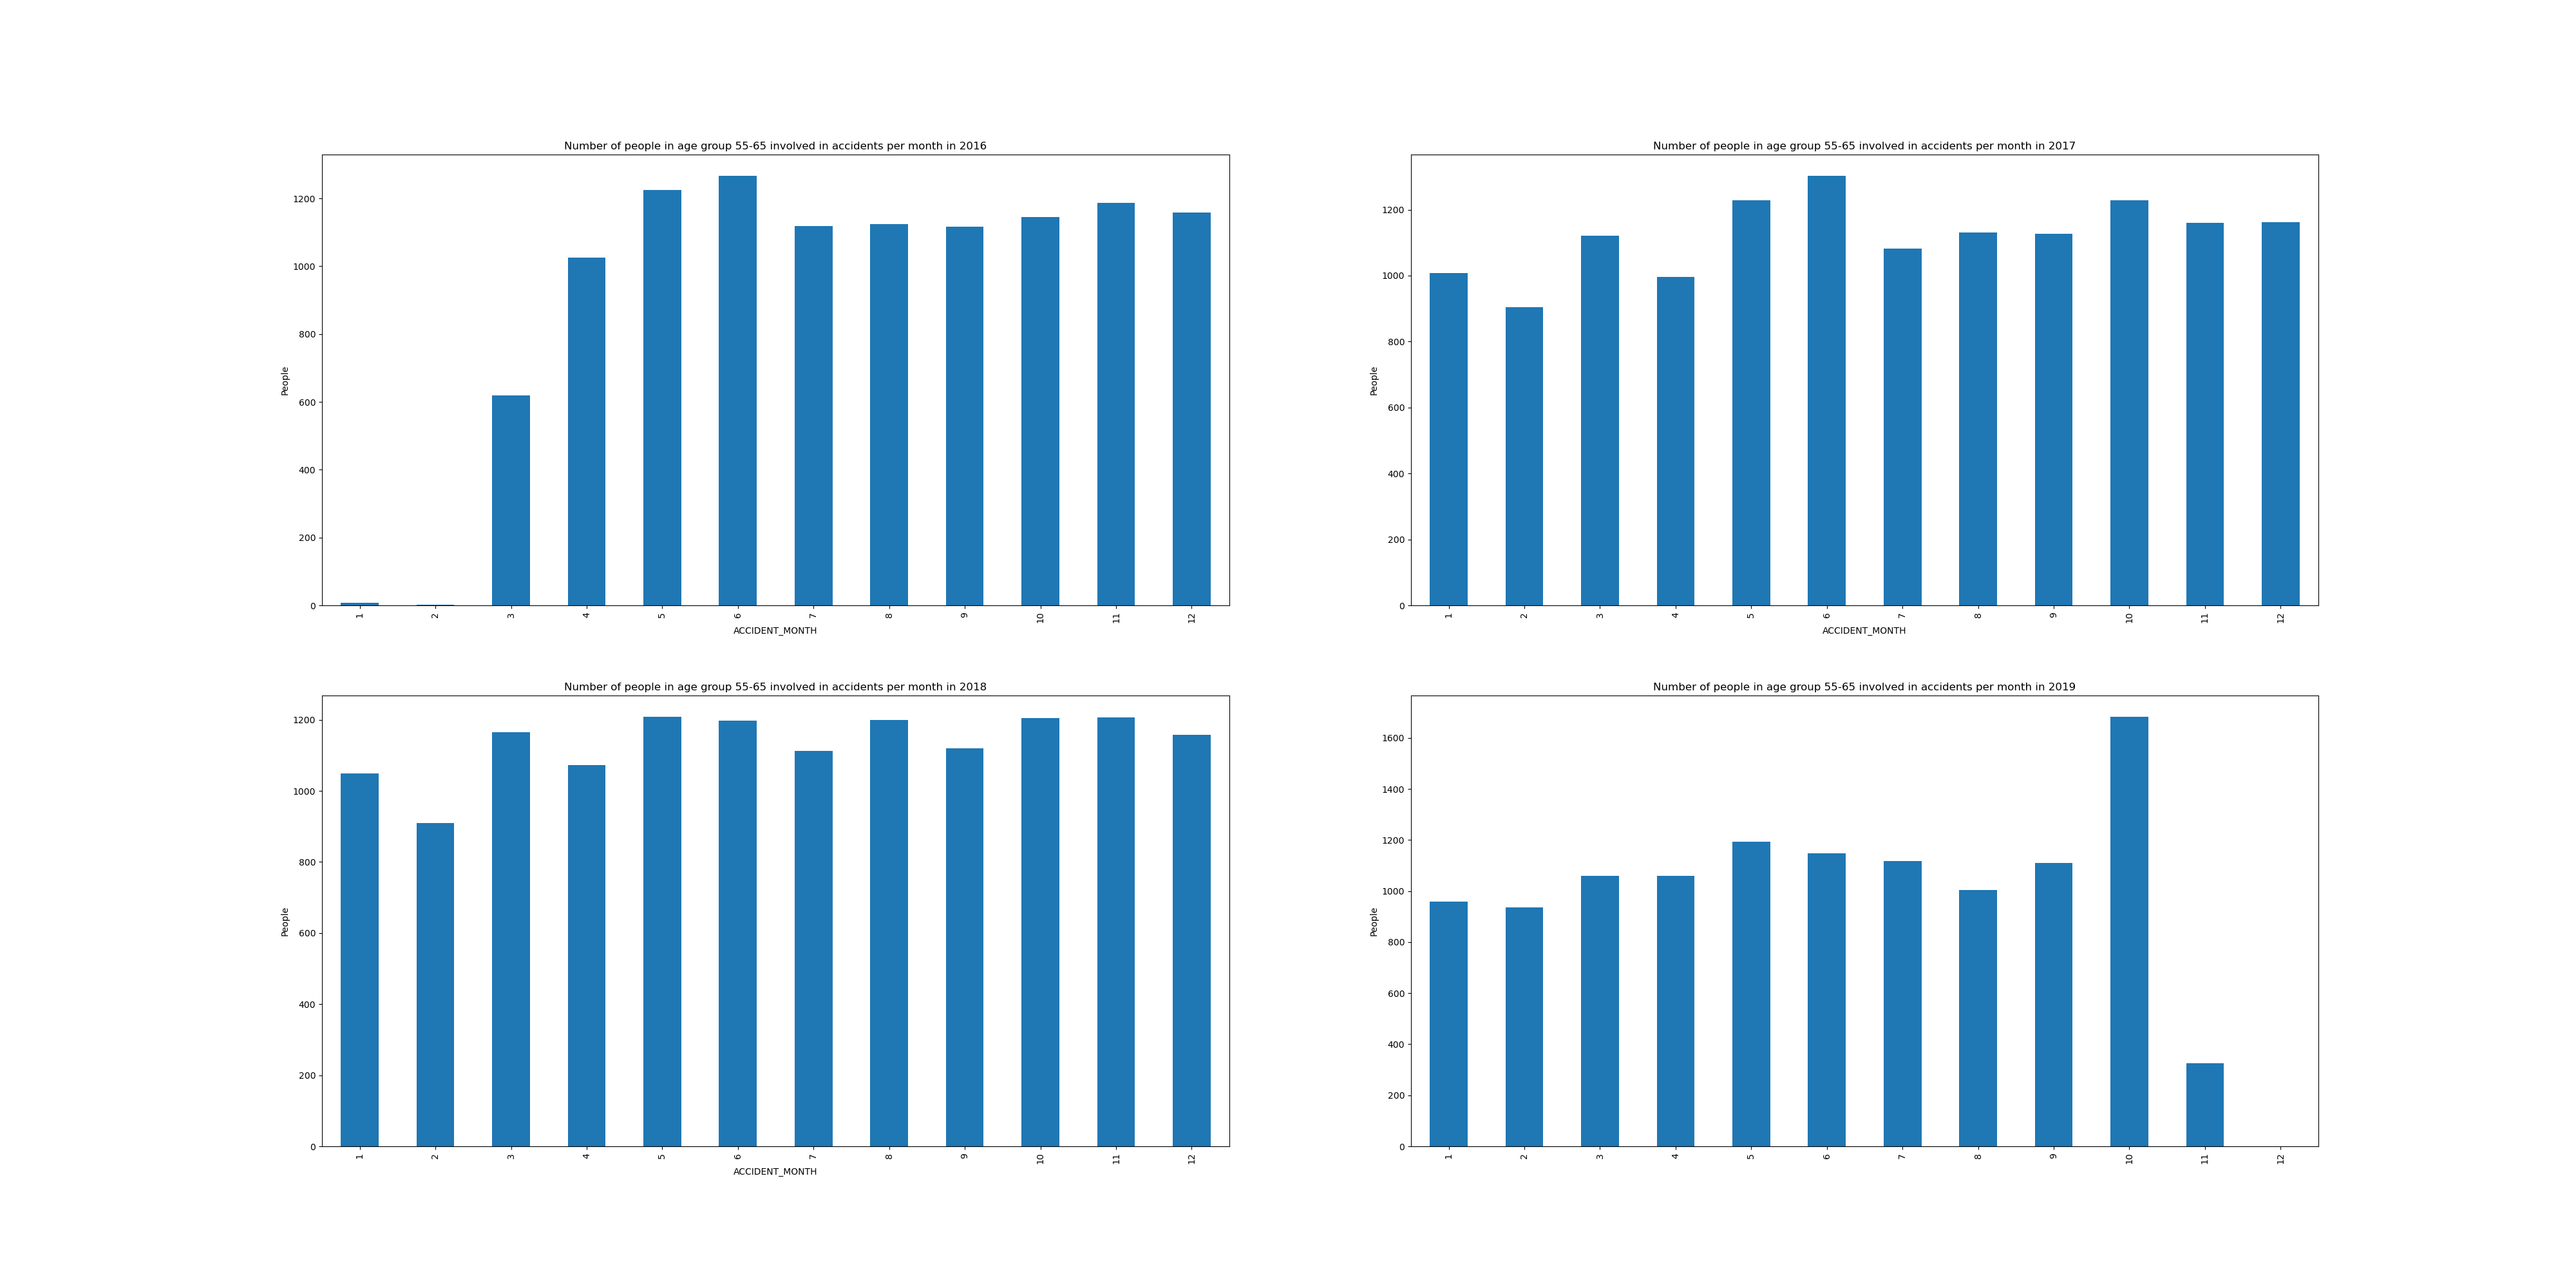 Number of people in age group 55-65 involved in accidents per month in 2016
1200
1000
800
600
400
200
0
People
1 2 3 4 5 6 7 8 9 10 11 12
ACCIDENT_MONTH
Number of people in age group 55-65 involved in accidents per month in 2017
1200
1000
800
600
400
200
0
People
1 2 3 4 5 6 7 8 9 10 11 12
ACCIDENT_MONTH
Number of people in age group 55-65 involved in accidents per month in 2018
1200
1000
800
600
400
200
0
People
1 2 3 4 5 6 7 8 9 10 11 12
ACCIDENT_MONTH
Number of people in age group 55-65 involved in accidents per month in 2019
1600
1400
1200
1000
800
600
400
200
0
People
1 2 3 4 5 6 7 8 9 10 11 12